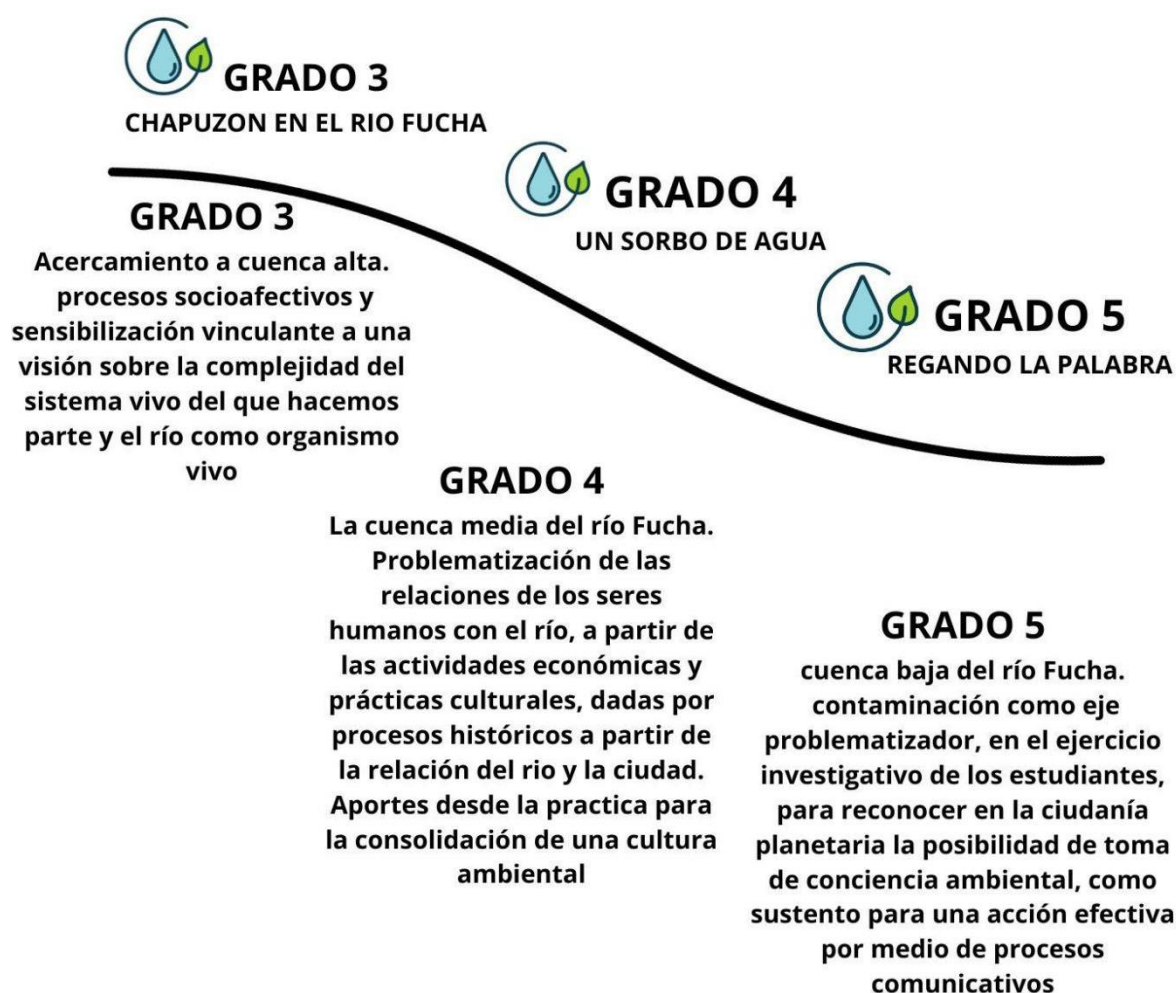 GRADO 3
CHAPUZON EN EL RIO FUCHA
GRADO 4
UN SORBO DE AGUA
GRADO 5
REGANDO LA PALABRA
GRADO 3
Acercamiento a cuenca alta.
procesos socioafectivos y
sensibilización vinculante a una
visión sobre la complejidad del
sistema vivo del que hacemos
parte y el río como organismo
vivo
GRADO 4
La cuenca media del río Fucha.
Problematización de las
relaciones de los seres
humanos con el río, a partir de
las actividades económicas y
prácticas culturales, dadas por
procesos históricos a partir de
la relación del rio y la ciudad.
Aportes desde la practica para
la consolidación de una cultura
ambiental
GRADO 5
cuenca baja del río Fucha.
contaminación como eje
problematizador, en el ejercicio
investigativo de los estudiantes,
para reconocer en la ciudanía
planetaria la posibilidad de toma
de conciencia ambiental, como
sustento para una acción efectiva
por medio de procesos
comunicativos